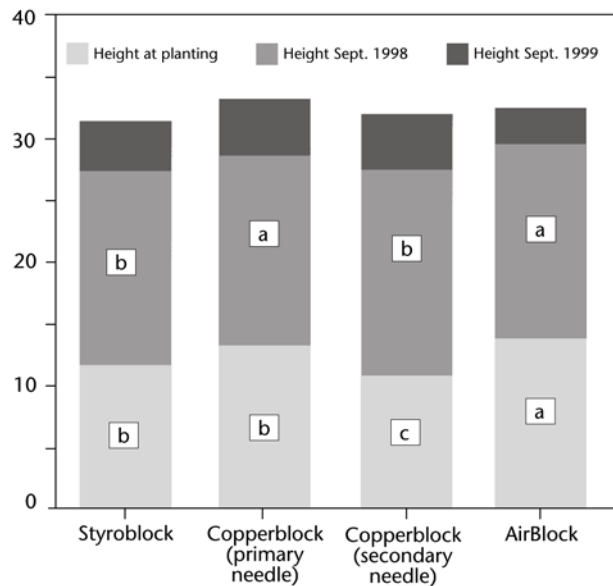 40
Height at planting Height Sept. 1998 Height Sept. 1999
30
a a
b b
20
10
a
b b c
0
Styroblock Copperblock Copperblock AirBlock
(primary (secondary
needle) needle)